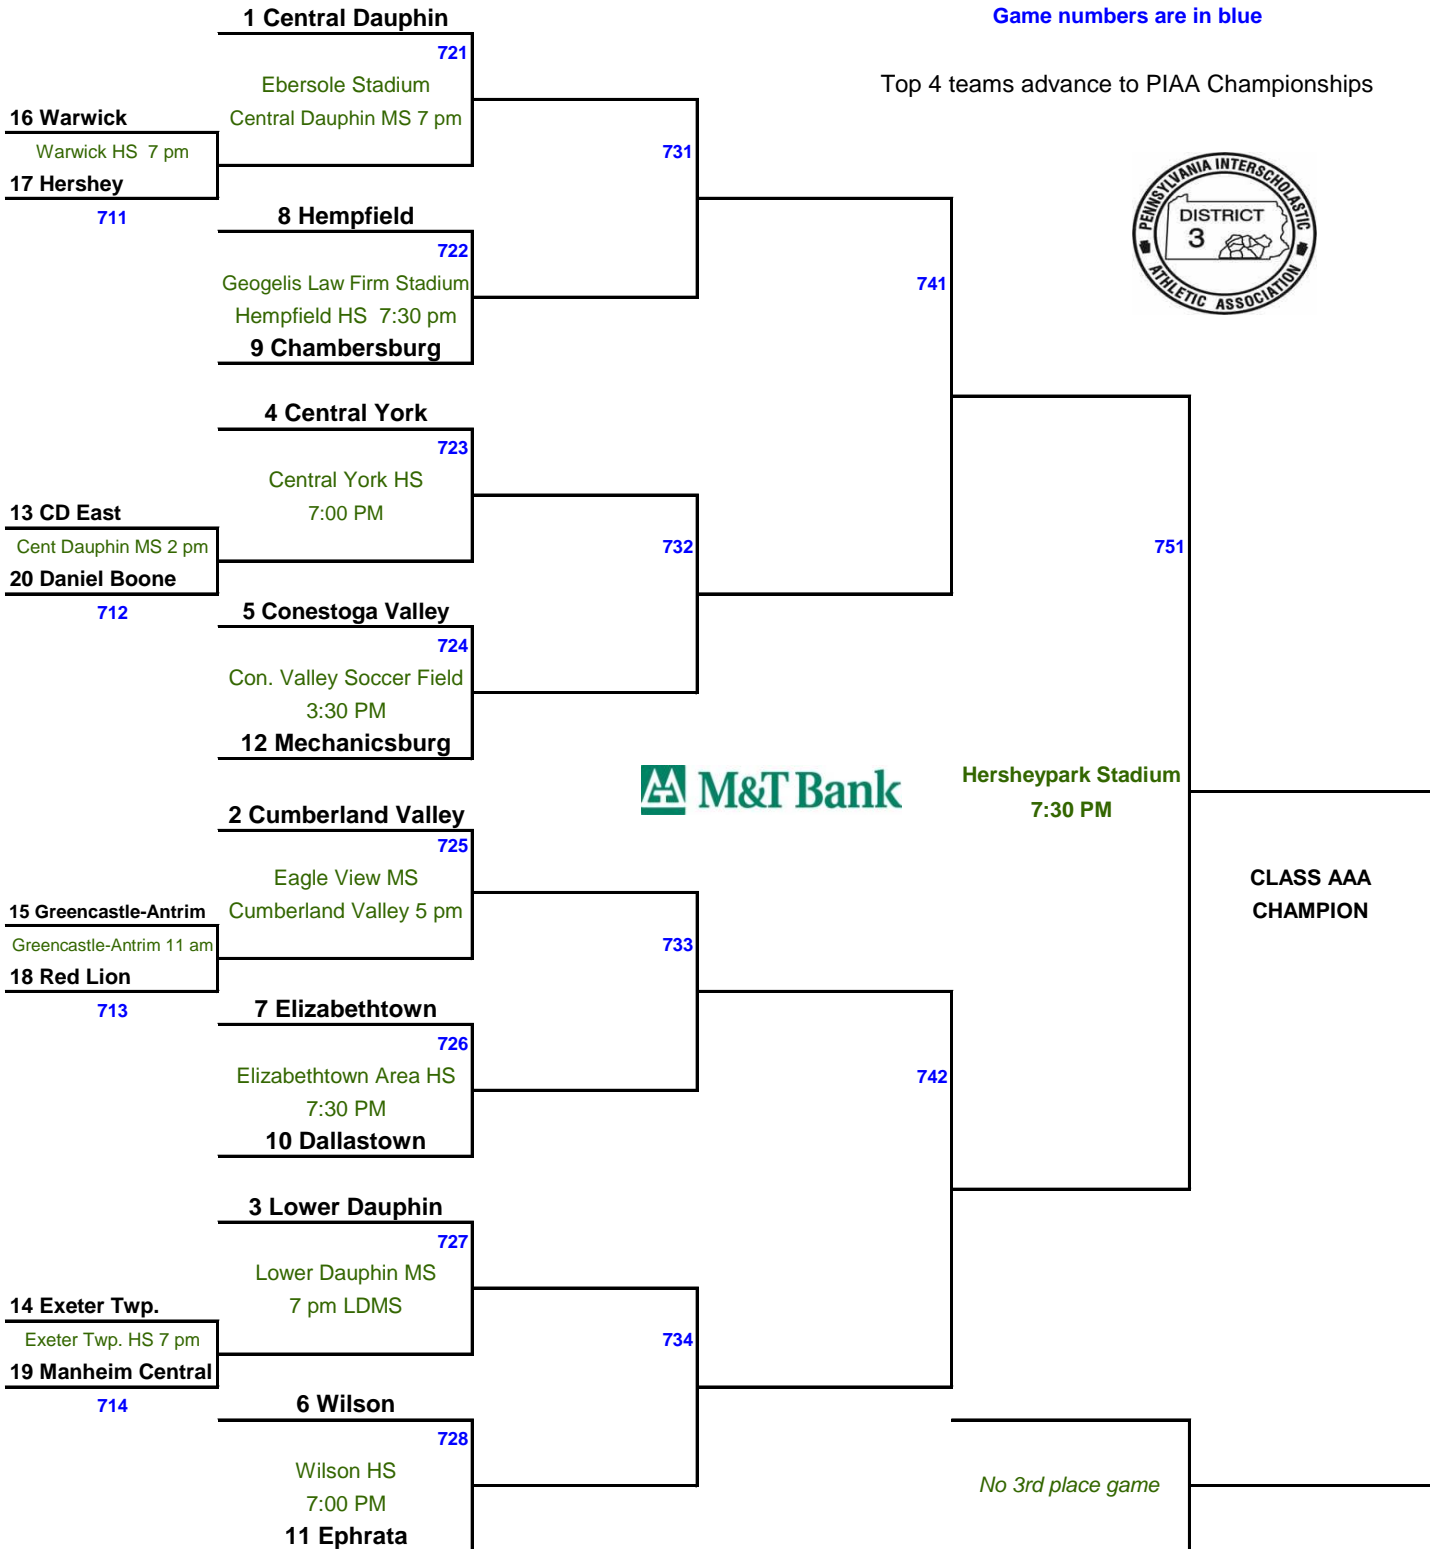 1 Central Dauphin
Game numbers are in blue
721
Ebersole Stadium
Central Dauphin MS 7 pm
Top 4 teams advance to PIAA Championships
16 Warwick
Warwick HS  7 pm
17 Hershey
711
731
PENNSYLVANIA INTERSCHOLASTIC
DISTRICT
3
ATHLETIC ASSOCIATION
8 Hempfield
722
Geogelis Law Firm Stadium
Hempfield HS  7:30 pm
9 Chambersburg
741
4 Central York
723
Central York HS
7:00 PM
13 CD East
Cent Dauphin MS 2 pm
20 Daniel Boone
712
732
751
5 Conestoga Valley
724
Con. Valley Soccer Field
3:30 PM
12 Mechanicsburg
M&T Bank
Hersheypark Stadium
7:30 PM
2 Cumberland Valley
725
Eagle View MS
Cumberland Valley 5 pm
CLASS AAA
CHAMPION
15 Greencastle-Antrim
Greencastle-Antrim 11 am
18 Red Lion
713
733
7 Elizabethtown
726
Elizabethtown Area HS
7:30 PM
10 Dallastown
742
3 Lower Dauphin
727
Lower Dauphin MS
7 pm LDMS
14 Exeter Twp.
Exeter Twp. HS 7 pm
19 Manheim Central
714
734
6 Wilson
728
Wilson HS
7:00 PM
11 Ephrata
No 3rd place game